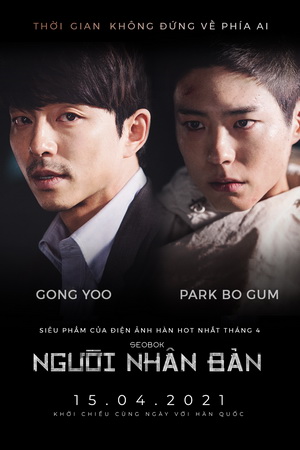 THỜI GIAN KHÔNG ĐỨNG VỀ PHÍA AI
GONG YOO PARK BO GUM
SIÊU PHẨM CỦA ĐIỆN ẢNH HÀN HOT NHẤT THÁNG 4
SEOBOK
NGƯỜI NHÂN BẢN
15.04.2021
KHỞI CHIẾU CÙNG NGÀY VỚI HÀN QUỐC